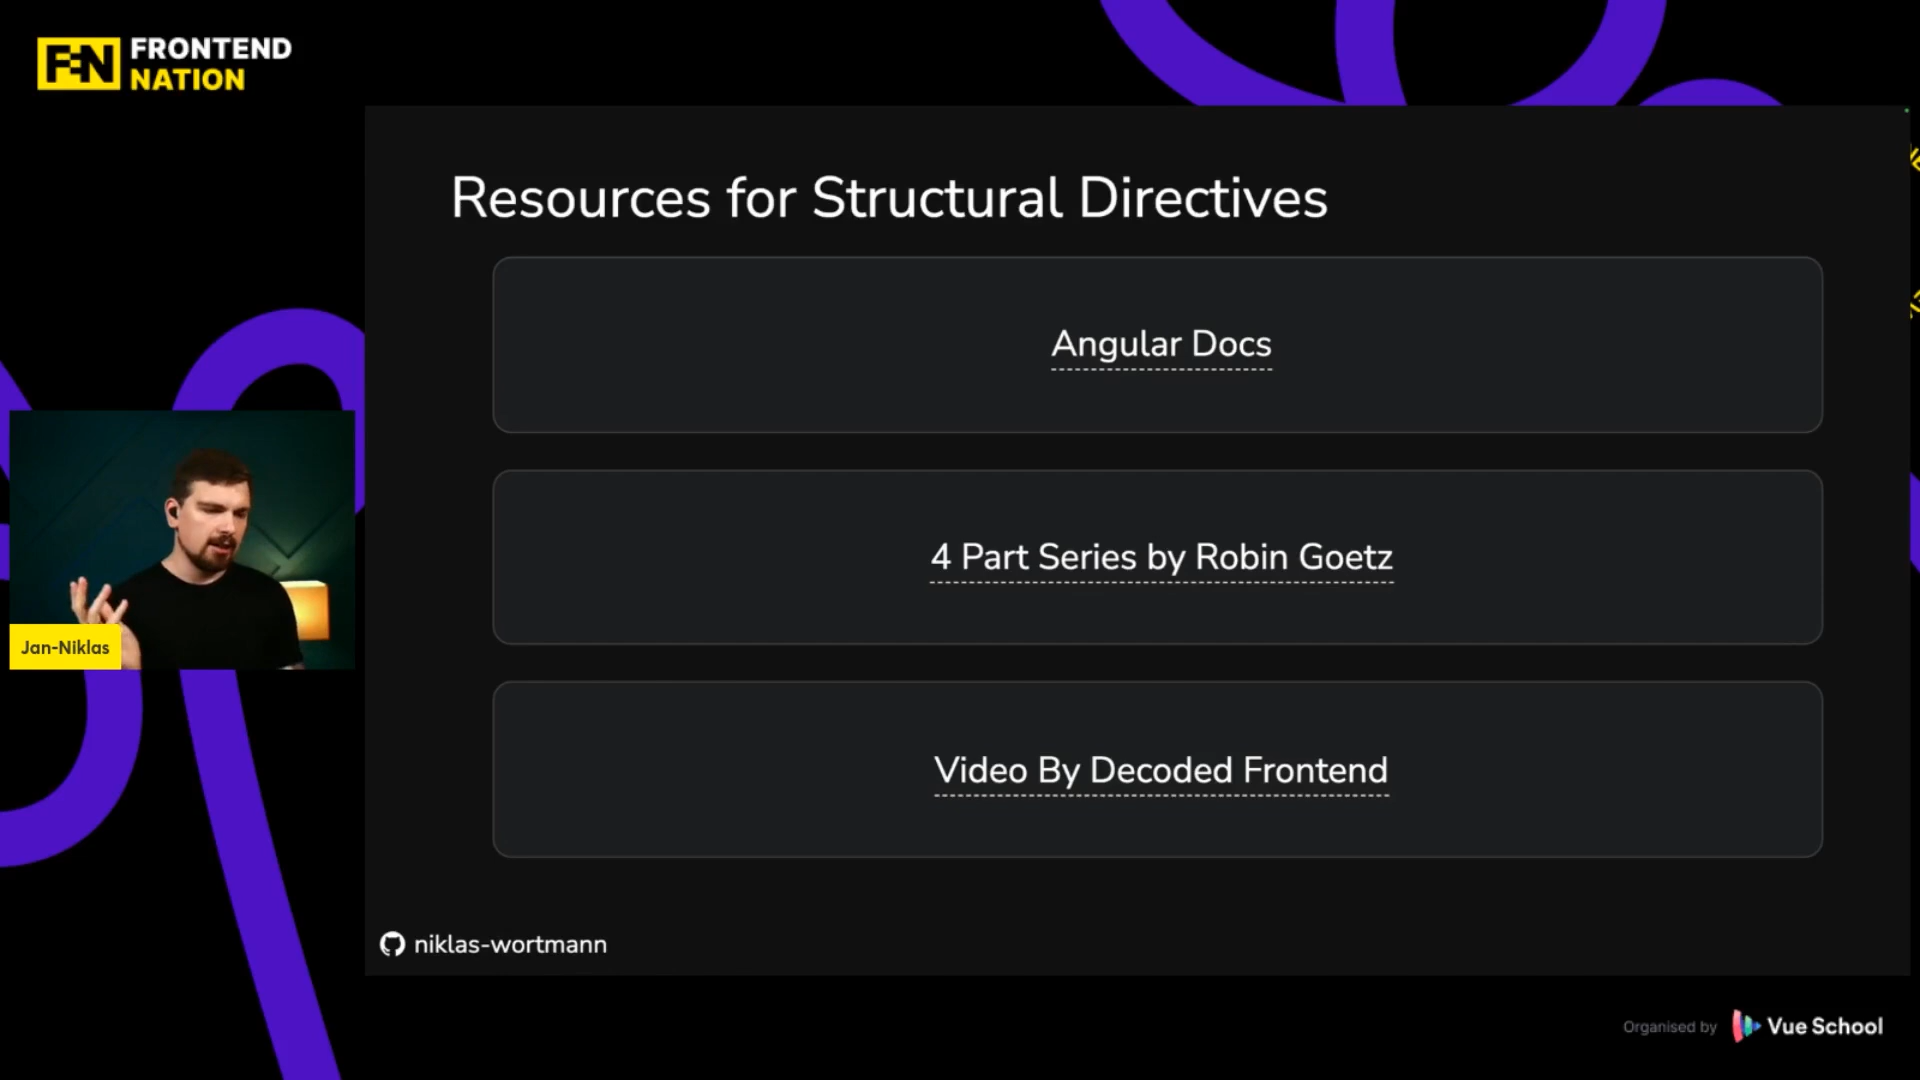 FEN FRONTEND
NATION
Resources for Structural Directives
Angular Docs
4 Part Series by Robin Goetz
Video By Decoded Frontend
Jan-Niklas
niklas-wortmann
Organised by Vue School